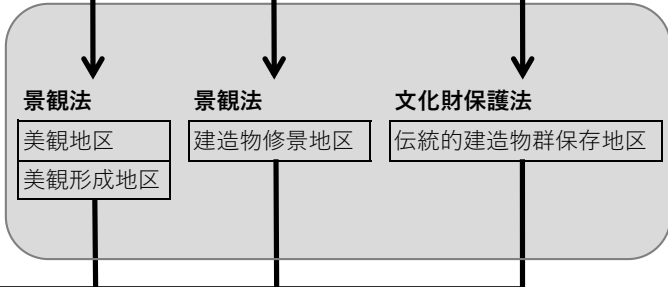 景観法
美観地区
美観形成地区
景観法
建造物修景地区
文化財保護法
伝統的建造物群保存地区